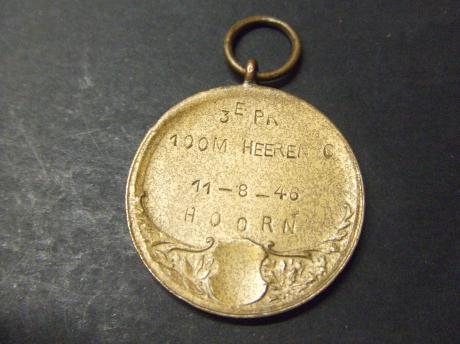 3E PR
100M HEEREN C
11-8-46
HOORN